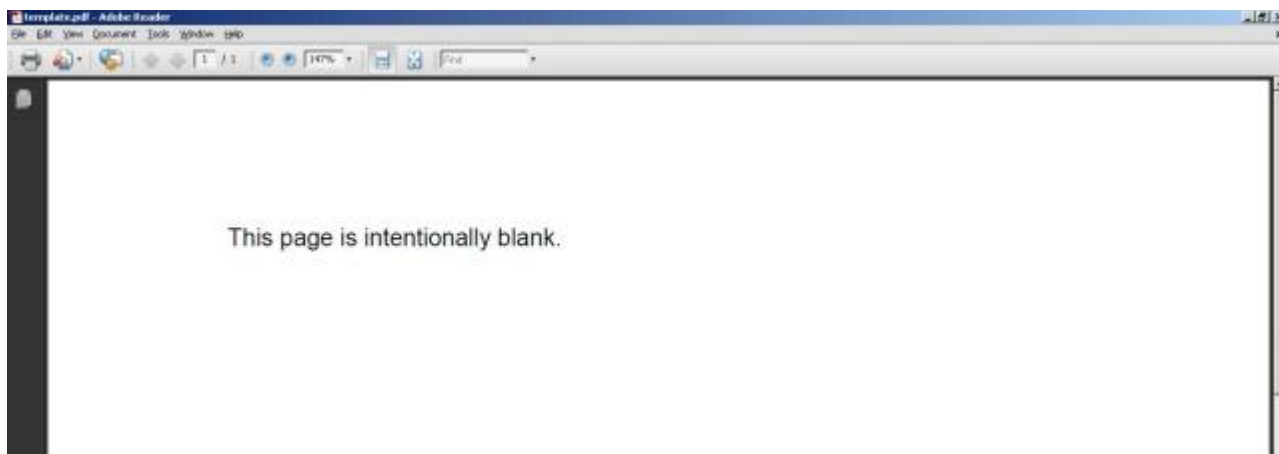 template.pdf - Adobe Reader
File Edit View Document Tools Window Help
1 / 1 147% Find
This page is intentionally blank.